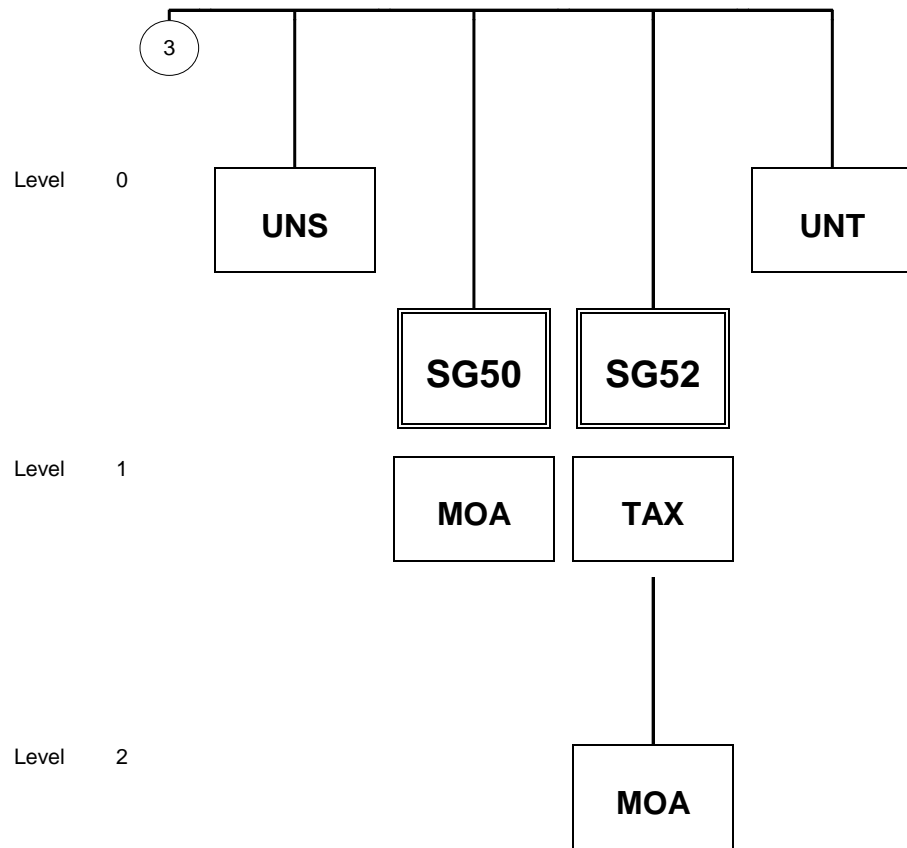 3
Level 0
UNS
UNT
SG50
SG52
Level 1
MOA
TAX
Level 2
MOA